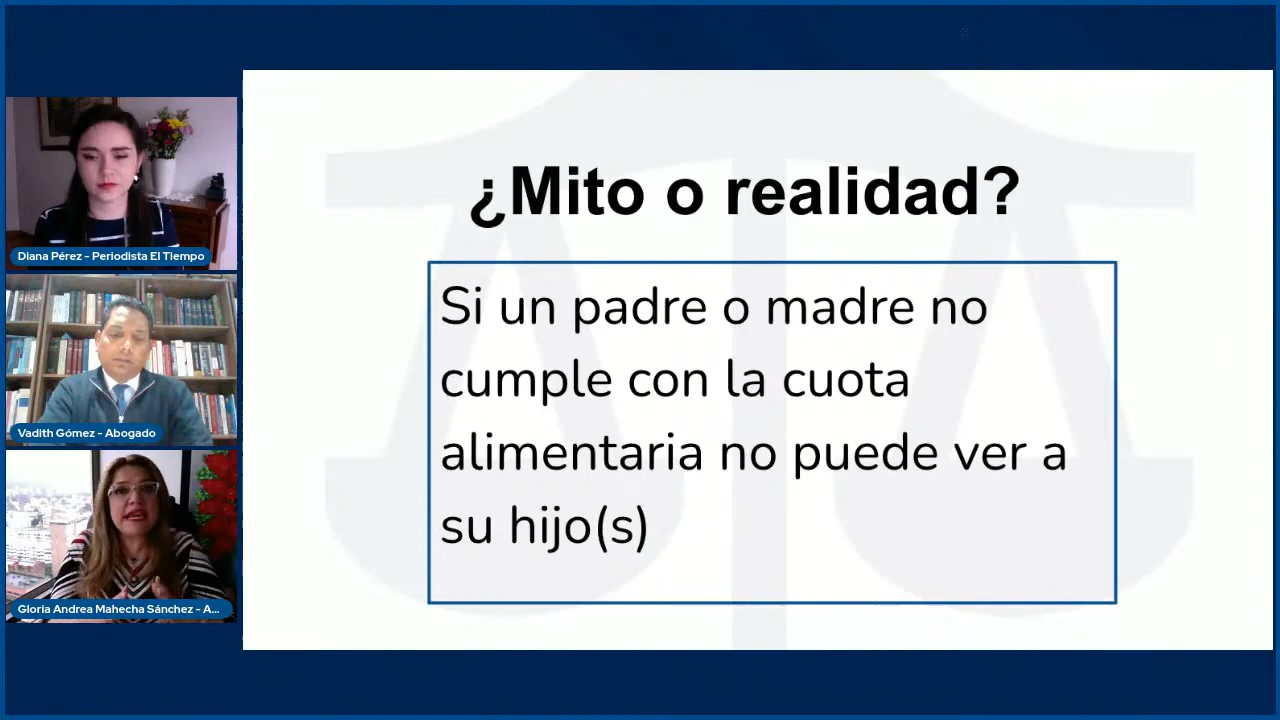 Diana Pérez - Periodista El Tiempo
Vadith Gómez - Abogado
Gloria Andrea Mahecha Sánchez - A...
¿Mito o realidad?
Si un padre o madre no
cumple con la cuota
alimentaria no puede ver a
su hijo(s)